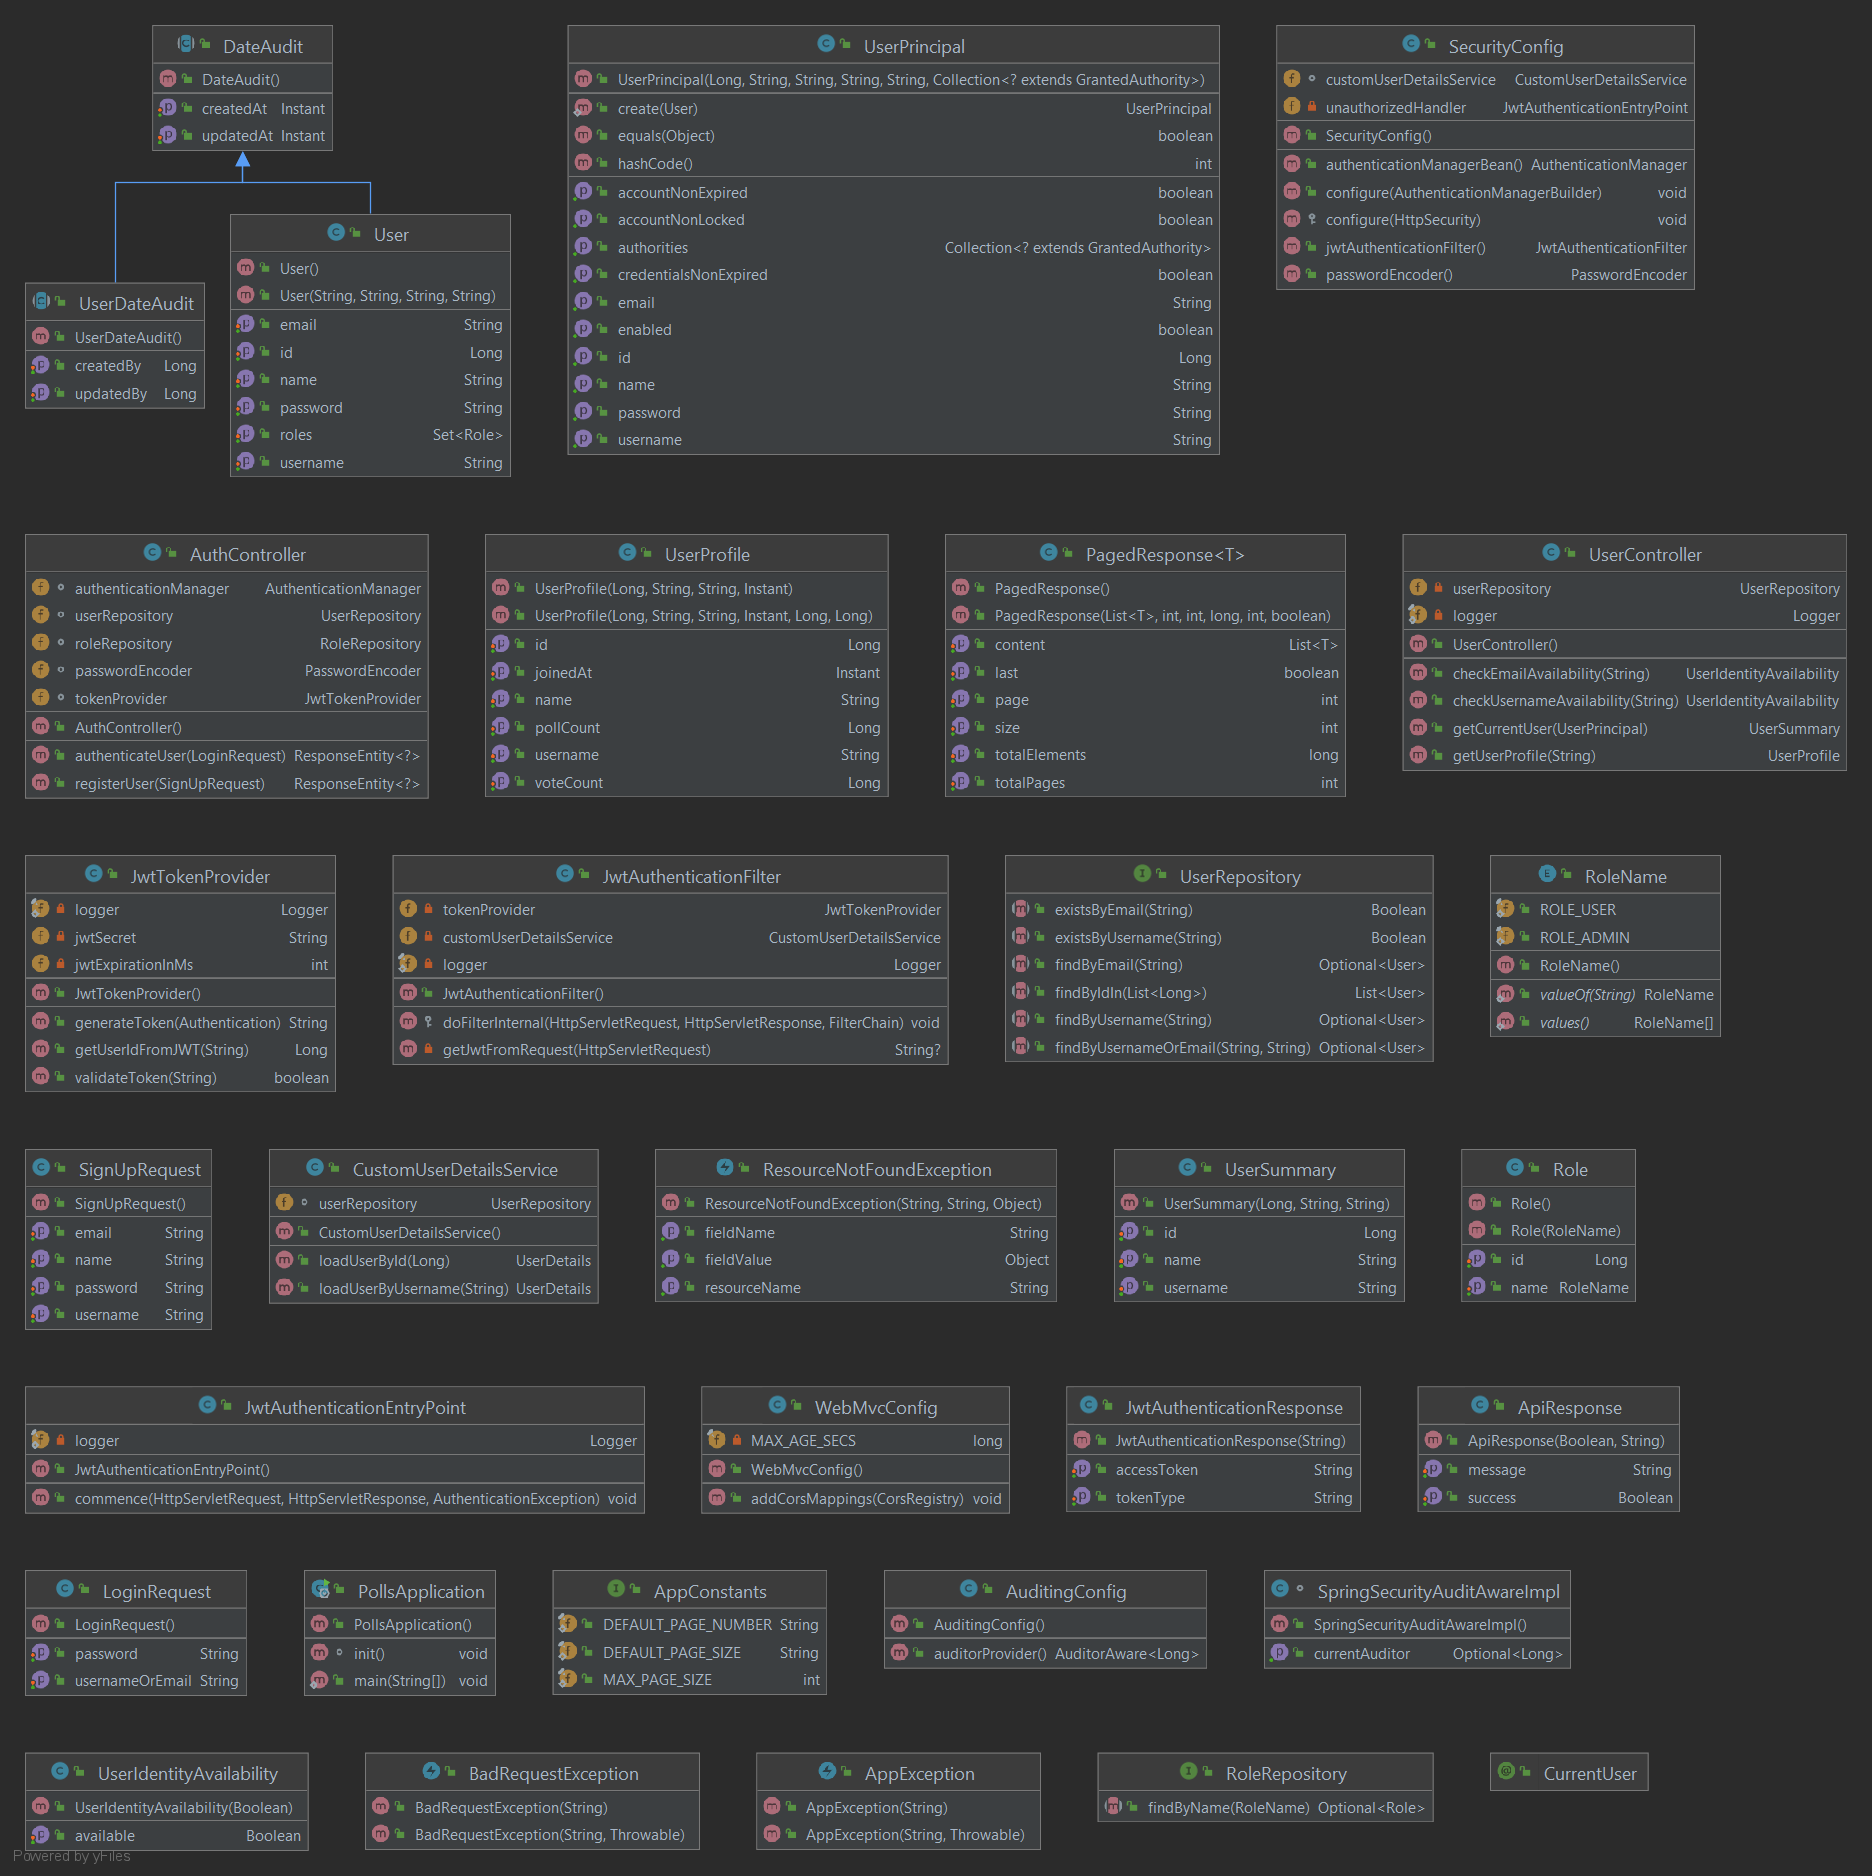 DateAudit
DateAudit()
createdAt Instant
updatedAt Instant
UserPrincipal
UserPrincipal(Long, String, String, String, String, Collection<? extends GrantedAuthority>)
create(User) UserPrincipal
equals(Object) boolean
hashCode() int
accountNonExpired boolean
accountNonLocked boolean
authorities Collection<? extends GrantedAuthority>
credentialsNonExpired boolean
email String
enabled boolean
id Long
name String
password String
username String
SecurityConfig
customUserDetailsService CustomUserDetailsService
unauthorizedHandler JwtAuthenticationEntryPoint
SecurityConfig()
authenticationManagerBean() AuthenticationManager
configure(AuthenticationManagerBuilder) void
configure(HttpSecurity) void
jwtAuthenticationFilter() JwtAuthenticationFilter
passwordEncoder() PasswordEncoder
User
User()
User(String, String, String, String)
email String
id Long
name String
password String
roles Set<Role>
username String
UserDateAudit
UserDateAudit()
createdBy Long
updatedBy Long
AuthController
authenticationManager AuthenticationManager
userRepository UserRepository
roleRepository RoleRepository
passwordEncoder PasswordEncoder
tokenProvider JwtTokenProvider
AuthController()
authenticateUser(LoginRequest) ResponseEntity<?>
registerUser(SignUpRequest) ResponseEntity<?>
UserProfile
UserProfile(Long, String, String, Instant)
UserProfile(Long, String, String, Instant, Long, Long)
id Long
joinedAt Instant
name String
pollCount Long
username String
voteCount Long
PagedResponse<T>
PagedResponse()
PagedResponse(List<T>, int, int, long, int, boolean)
content List<T>
last boolean
page int
size int
totalElements long
totalPages int
UserController
userRepository UserRepository
logger Logger
UserController()
checkEmailAvailability(String) UserIdentityAvailability
checkUsernameAvailability(String) UserIdentityAvailability
getCurrentUser(UserPrincipal) UserSummary
getUserProfile(String) UserProfile
JwtTokenProvider
logger Logger
jwtSecret String
jwtExpirationInMs int
JwtTokenProvider()
generateToken(Authentication) String
getUserIdFromJWT(String) Long
validateToken(String) boolean
JwtAuthenticationFilter
tokenProvider JwtTokenProvider
customUserDetailsService CustomUserDetailsService
logger Logger
JwtAuthenticationFilter()
doFilterInternal(HttpServletRequest, HttpServletResponse, FilterChain) void
getJwtFromRequest(HttpServletRequest) String?
UserRepository
existsByEmail(String) Boolean
existsByUsername(String) Boolean
findByEmail(String) Optional<User>
findByIdIn(List<Long>) List<User>
findByUsername(String) Optional<User>
findByUsernameOrEmail(String, String) Optional<User>
RoleName
ROLE_USER
ROLE_ADMIN
RoleName()
valueOf(String) RoleName
values() RoleName[]
SignUpRequest
SignUpRequest()
email String
name String
password String
username String
CustomUserDetailsService
userRepository UserRepository
CustomUserDetailsService()
loadUserById(Long) UserDetails
loadUserByUsername(String) UserDetails
ResourceNotFoundException
ResourceNotFoundException(String, String, Object)
fieldName String
fieldValue Object
resourceName String
UserSummary
UserSummary(Long, String, String)
id Long
name String
username String
Role
Role()
Role(RoleName)
id Long
name RoleName
JwtAuthenticationEntryPoint
logger Logger
JwtAuthenticationEntryPoint()
commence(HttpServletRequest, HttpServletResponse, AuthenticationException) void
WebMvcConfig
MAX_AGE_SECS long
WebMvcConfig()
addCorsMappings(CorsRegistry) void
JwtAuthenticationResponse
JwtAuthenticationResponse(String)
accessToken String
tokenType String
ApiResponse
ApiResponse(Boolean, String)
message String
success Boolean
LoginRequest
LoginRequest()
password String
usernameOrEmail String
PollsApplication
PollsApplication()
init() void
main(String[]) void
AppConstants
DEFAULT_PAGE_NUMBER String
DEFAULT_PAGE_SIZE String
MAX_PAGE_SIZE int
AuditingConfig
AuditingConfig()
auditorProvider() AuditorAware<Long>
SpringSecurityAuditAwareImpl
SpringSecurityAuditAwareImpl()
currentAuditor Optional<Long>
UserIdentityAvailability
UserIdentityAvailability(Boolean)
available Boolean
BadRequestException
BadRequestException(String)
BadRequestException(String, Throwable)
AppException
AppException(String)
AppException(String, Throwable)
RoleRepository
findByName(RoleName) Optional<Role>
CurrentUser
Powered by yFiles